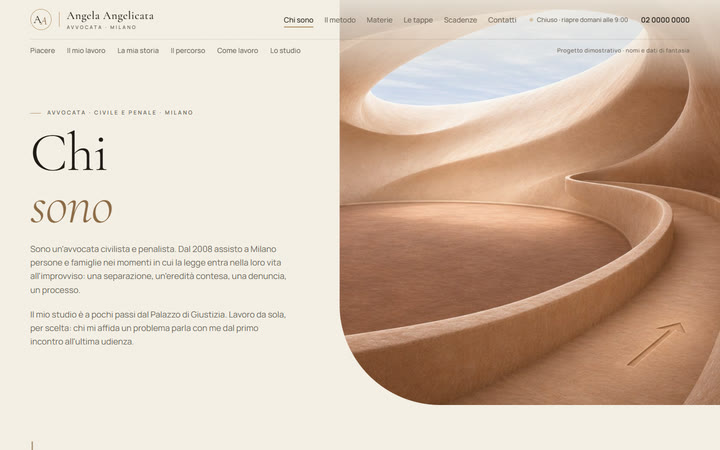 AA
Angela Angelicata
AVVOCATA · MILANO
Chi sono Il metodo Materie Le tappe Scadenze Contatti
Chiuso · riapre domani alle 9:00
02 0000 0000
Piacere Il mio lavoro La mia storia Il percorso Come lavoro Lo studio
Progetto dimostrativo · nomi e dati di fantasia
AVVOCATA · CIVILE E PENALE · MILANO
Chi
sono
Sono un'avvocata civilista e penalista. Dal 2008 assisto a Milano
persone e famiglie nei momenti in cui la legge entra nella loro vita
all'improvviso: una separazione, un'eredità contesa, una denuncia,
un processo.
Il mio studio è a pochi passi dal Palazzo di Giustizia. Lavoro da sola,
per scelta: chi mi affida un problema parla con me dal primo
incontro all'ultima udienza.